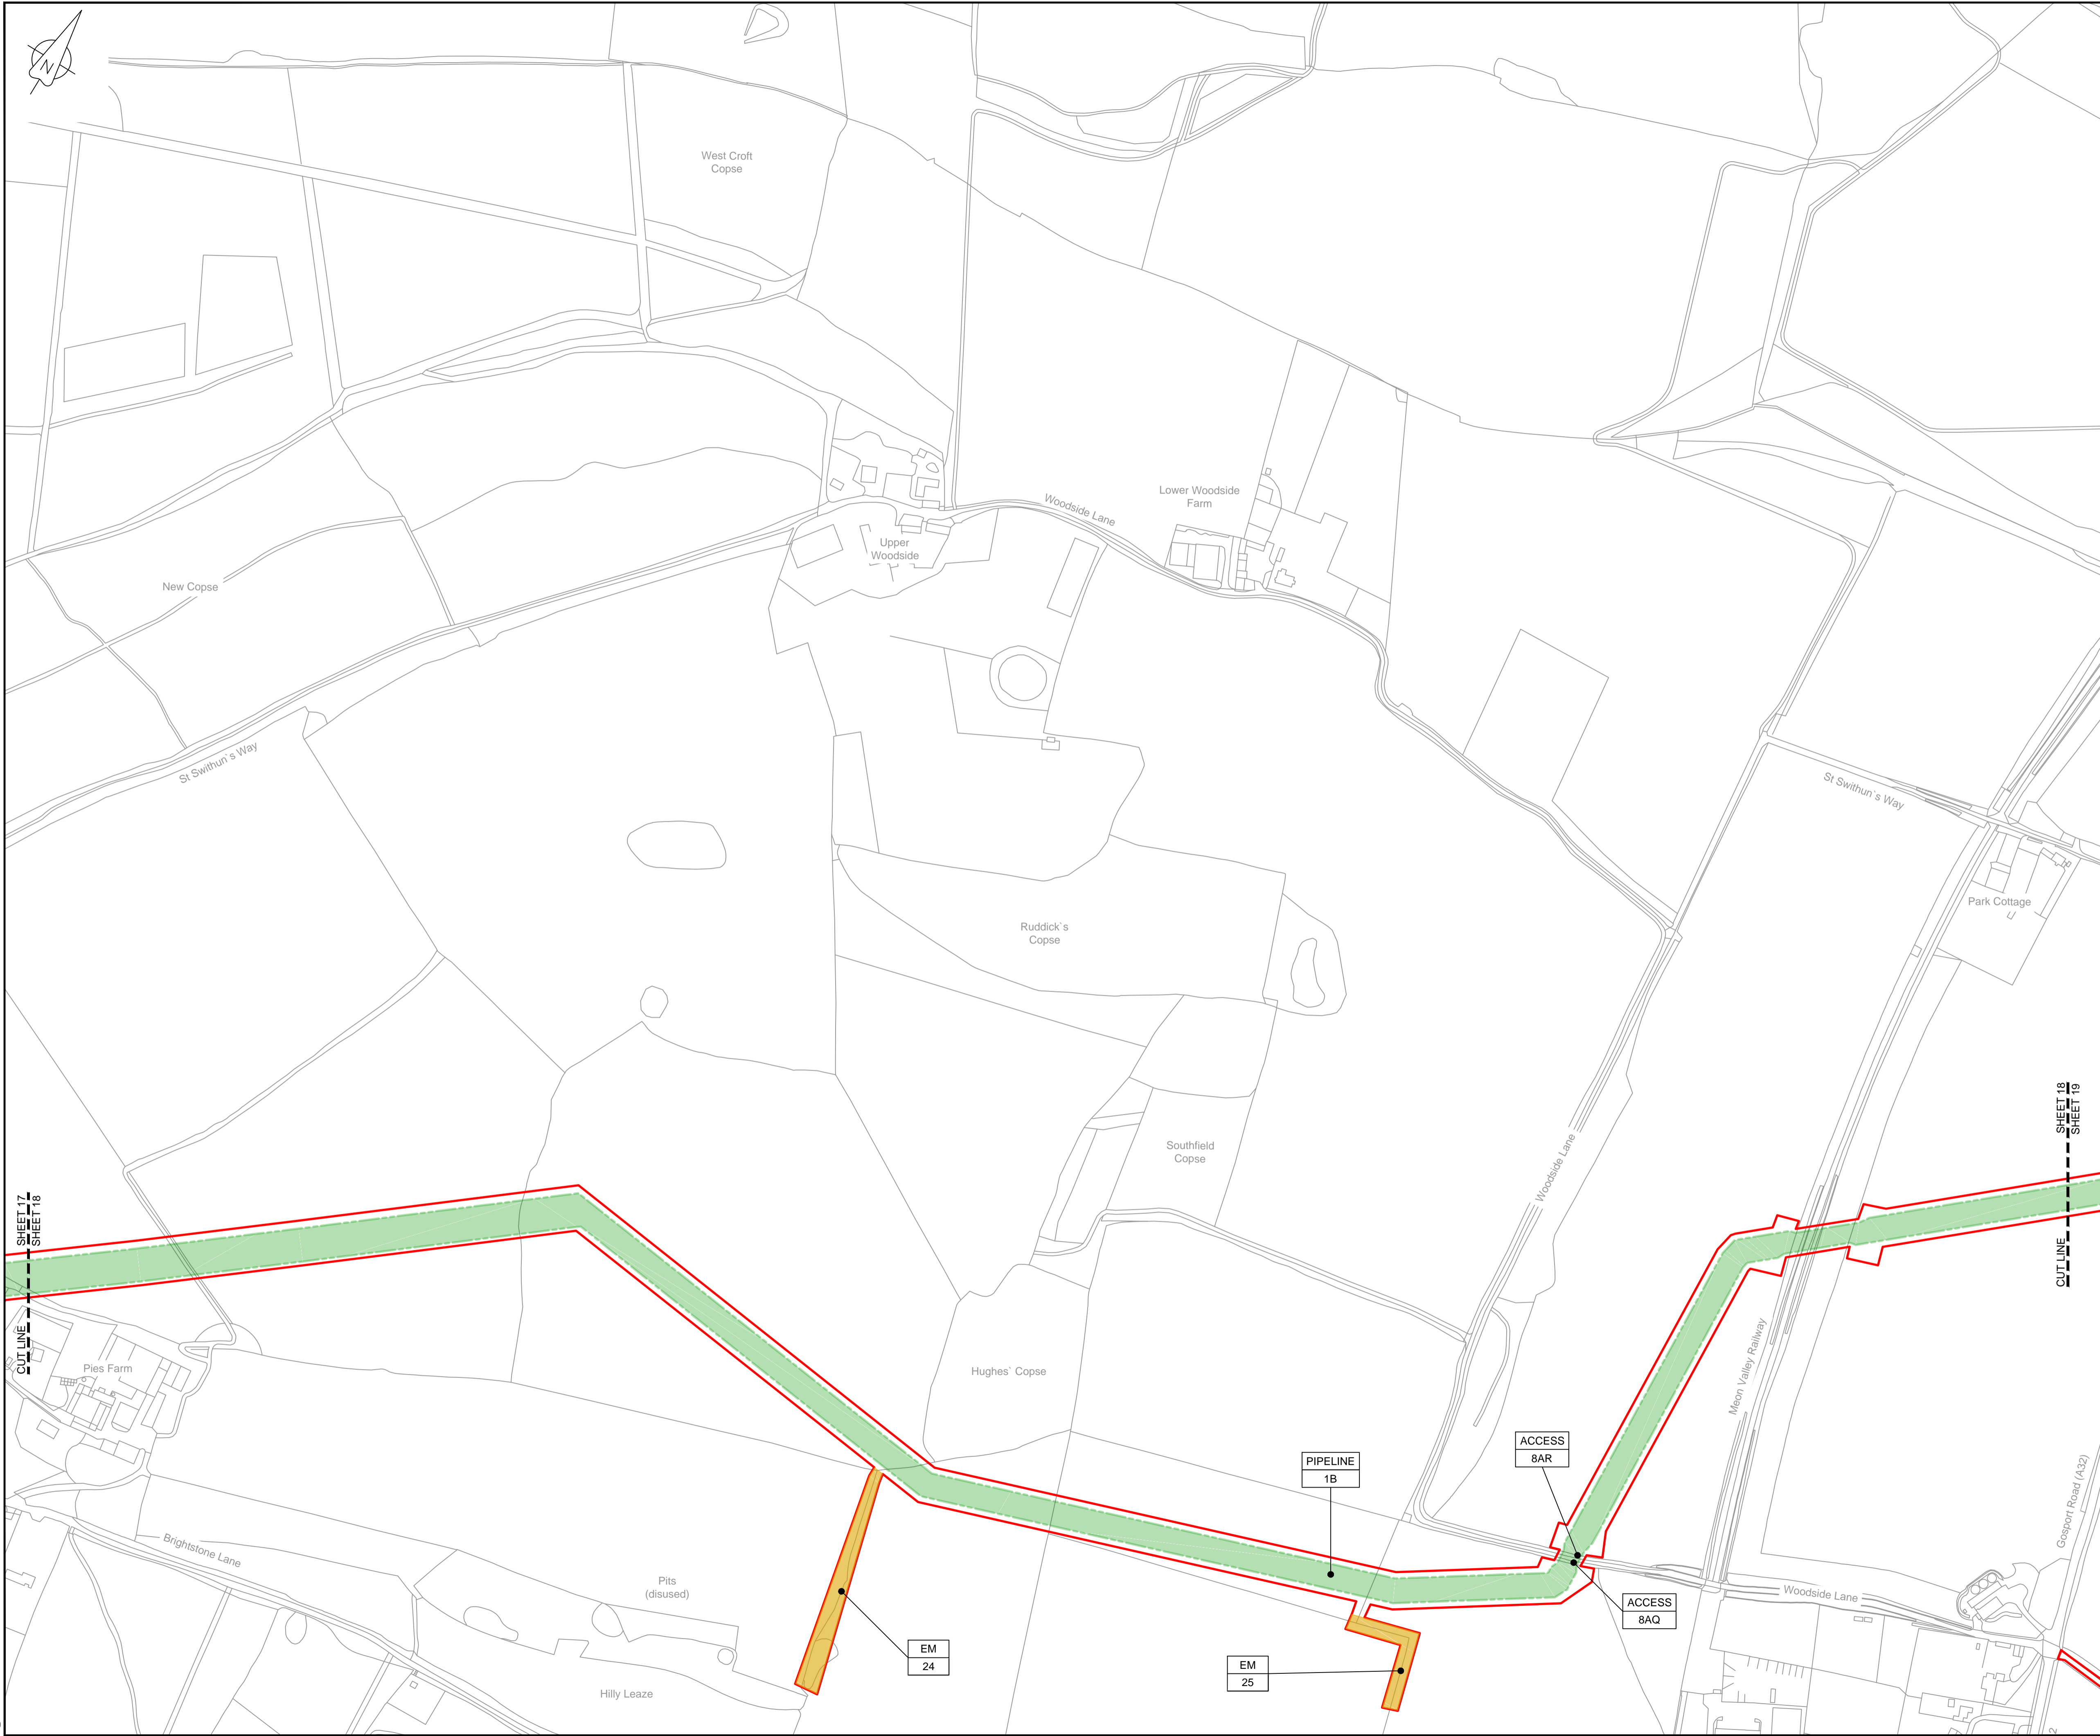 N
West Croft
Copse
Lower Woodside
Farm
Woodside Lane
Upper
Woodside
New Copse
St Swithun`s Way
St Swithun`s Way
Park Cottage
Ruddick`s
Copse
Southfield
Copse
Woodside Lane
SHEET 18
SHEET 19
CUT LINE
SHEET 17
SHEET 18
CUT LINE
Pies Farm
Hughes` Copse
Meon Valley Railway
ACCESS
8AR
PIPELINE
1B
Gosport Road (A32)
Brightstone Lane
Pits
(disused)
Woodside Lane
ACCESS
8AQ
EM
24
EM
25
Hilly Leaze